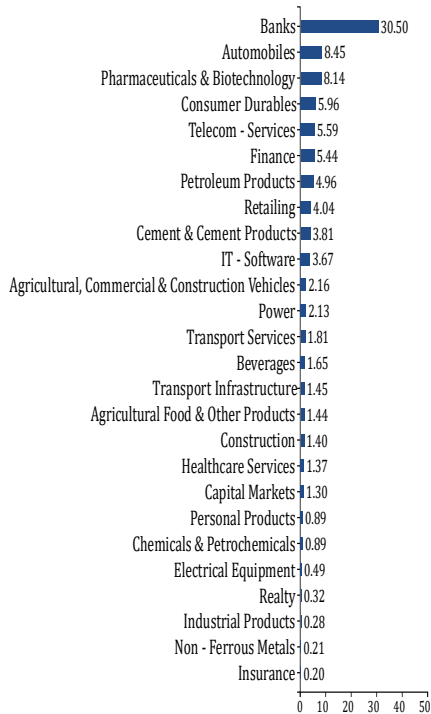 Banks 30.50
Automobiles 8.45
Pharmaceuticals & Biotechnology 8.14
Consumer Durables 5.96
Telecom - Services 5.59
Finance 5.44
Petroleum Products 4.96
Retailing 4.04
Cement & Cement Products 3.81
IT - Software 3.67
Agricultural, Commercial & Construction Vehicles 2.16
Power 2.13
Transport Services 1.81
Beverages 1.65
Transport Infrastructure 1.45
Agricultural Food & Other Products 1.44
Construction 1.40
Healthcare Services 1.37
Capital Markets 1.30
Personal Products 0.89
Chemicals & Petrochemicals 0.89
Electrical Equipment 0.49
Realty 0.32
Industrial Products 0.28
Non - Ferrous Metals 0.21
Insurance 0.20
0 10 20 30 40 50